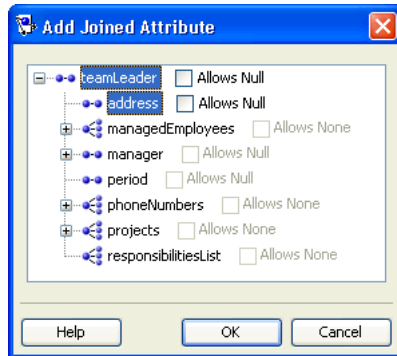 Add Joined Attribute
teamLeader Allows Null
address Allows Null
managedEmployees Allows None
manager Allows Null
period Allows Null
phoneNumbers Allows None
projects Allows None
responsibilitiesList Allows None
Help OK Cancel